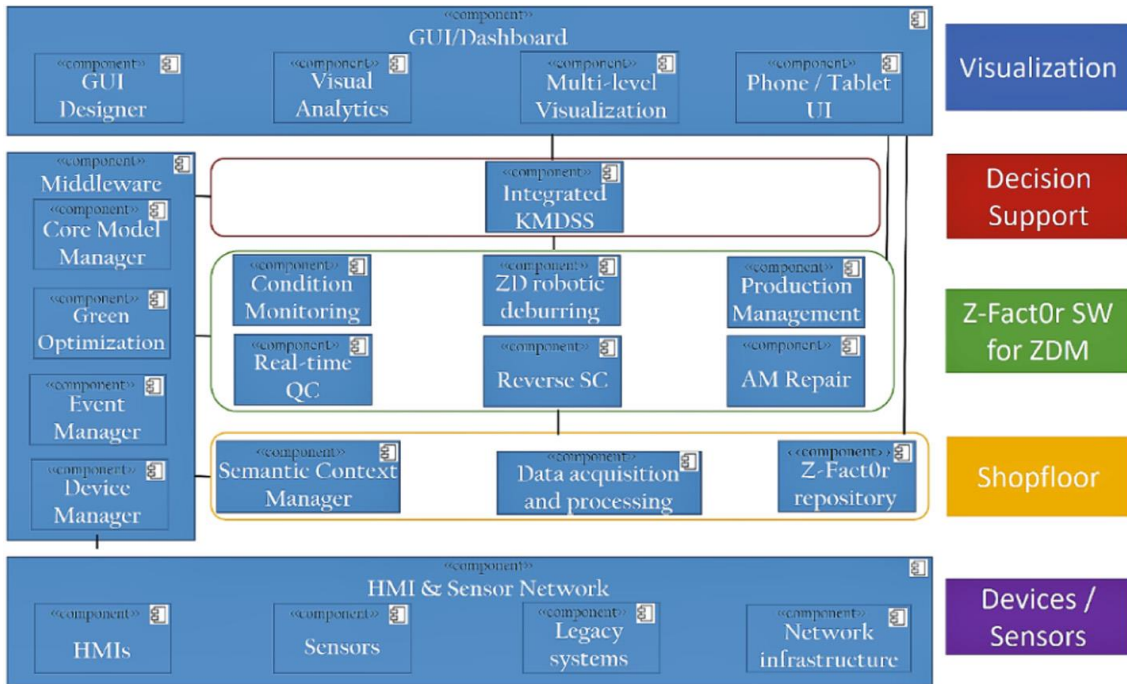 «component»
GUI/Dashboard
«component»
GUI
Designer
«component»
Visual
Analytics
«component»
Multi-level
Visualization
«component»
Phone / Tablet
UI
Visualization
«component»
Middleware
«component»
Core Model
Manager
«component»
Green
Optimization
«component»
Event
Manager
«component»
Device
Manager
«component»
Integrated
KMDSS
Decision
Support
«component»
Condition
Monitoring
«component»
ZD robotic
deburring
«component»
Production
Management
«component»
Real-time
QC
«component»
Reverse SC
«component»
AM Repair
Z-Fact0r SW
for ZDM
«component»
Semantic Context
Manager
«component»
Data acquisition
and processing
«component»
Z-Fact0r
repository
Shopfloor
«component»
HMI & Sensor Network
«component»
HMIs
«component»
Sensors
«component»
Legacy
systems
«component»
Network
infrastructure
Devices /
Sensors